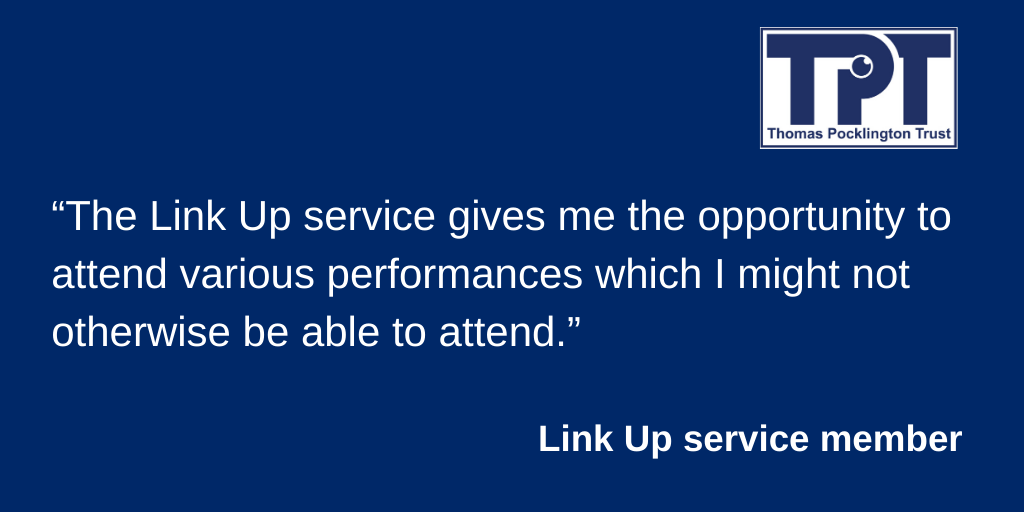 TPT
Thomas Pocklington Trust
“The Link Up service gives me the opportunity to
attend various performances which I might not
otherwise be able to attend.”
Link Up service member